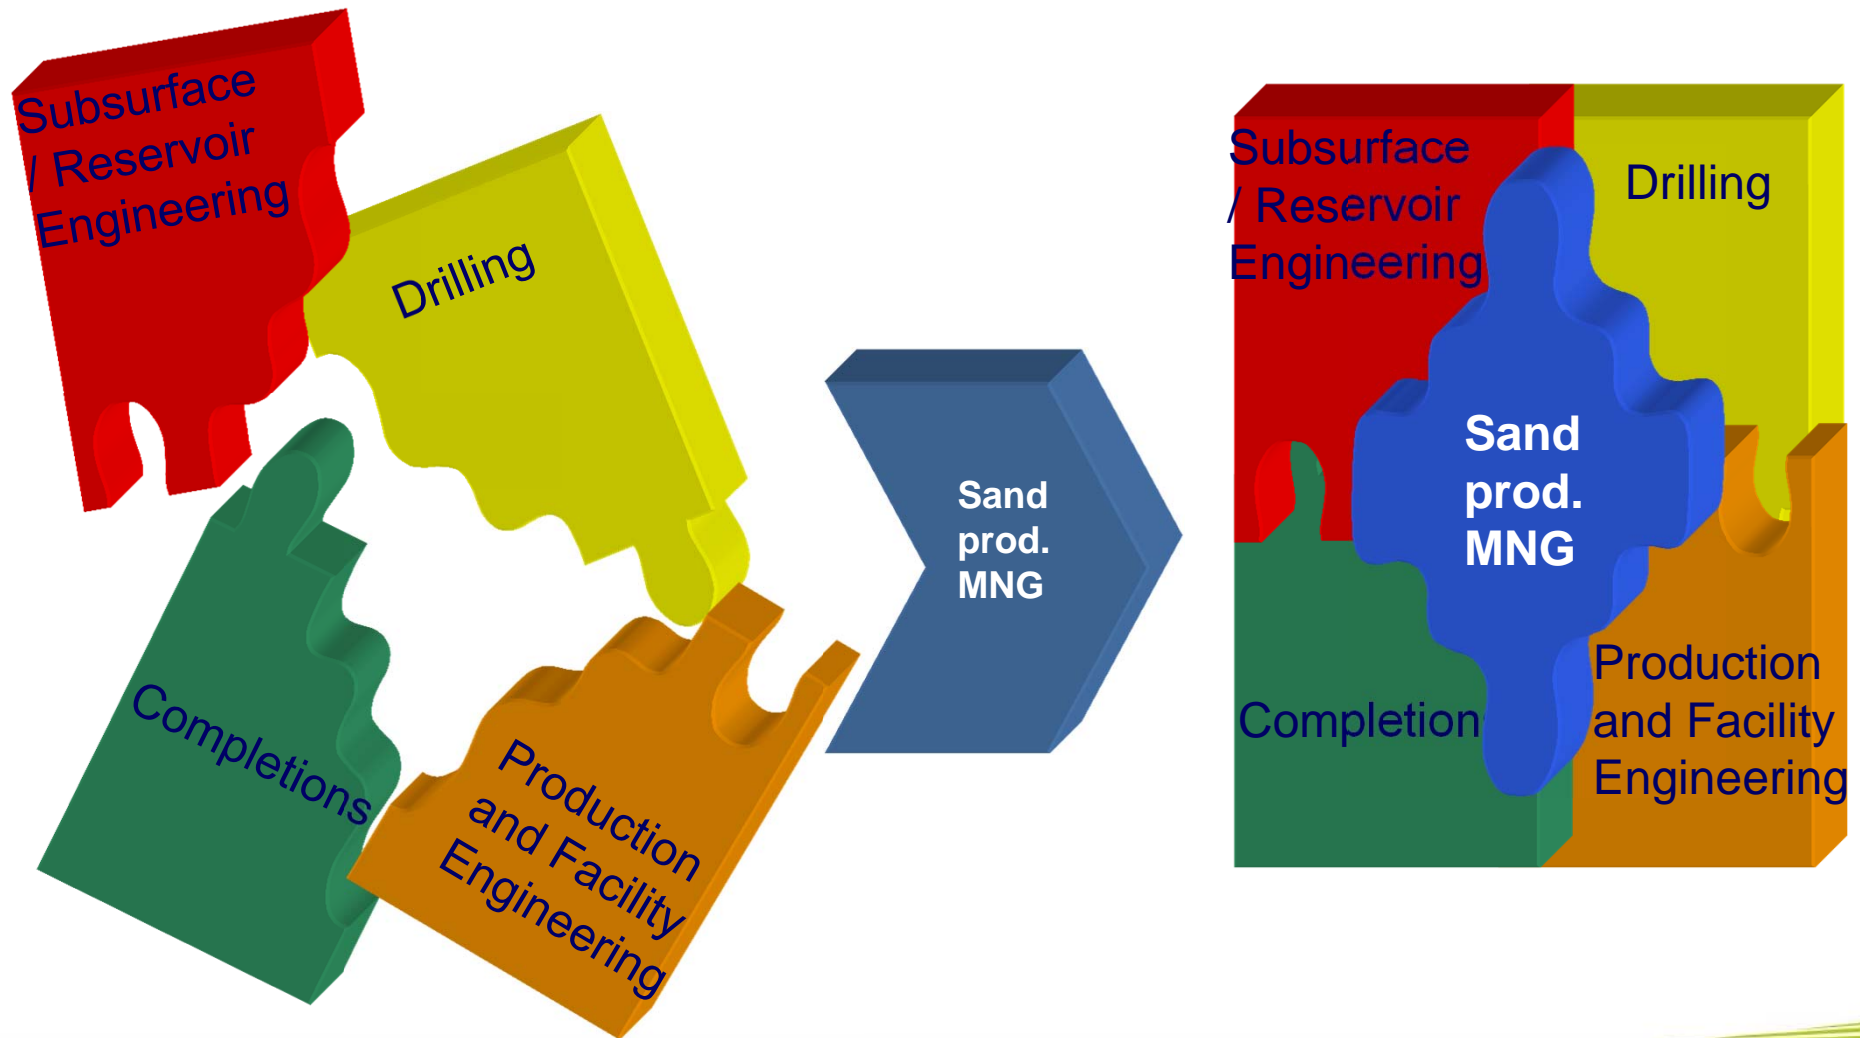 Subsurface
/ Reservoir
Engineering
Drilling
Completions
Production
and Facility
Engineering
Sand
prod.
MNG
Subsurface
/ Reservoir
Engineering
Drilling
Sand
prod.
MNG
Completion
Production
and Facility
Engineering